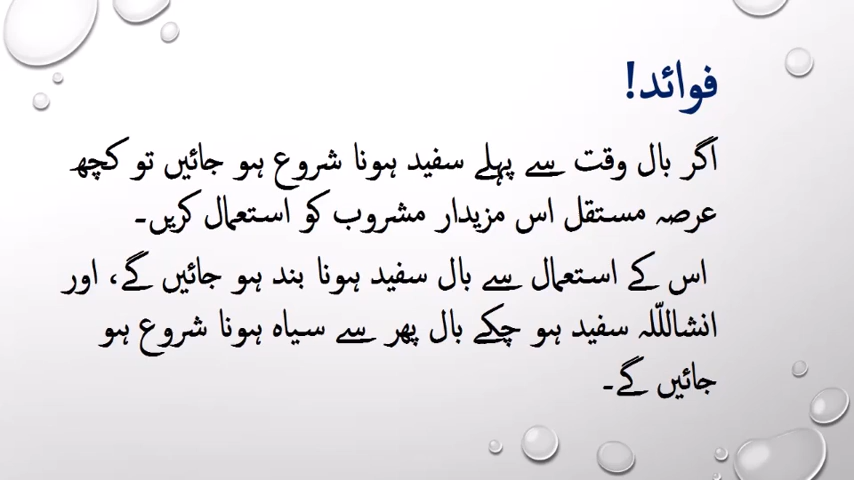 فوائد!
اگر بال وقت سے پہلے سفید ہونا شروع ہو جائیں تو کچھ
عرصہ مستقل اس مزیدار مشروب کو استعمال کریں۔
اس کے استعمال سے بال سفید ہونا بند ہو جائیں گے، اور
انشاللّٰہ سفید ہو چکے بال پھر سے سیاہ ہونا شروع ہو
جائیں گے۔